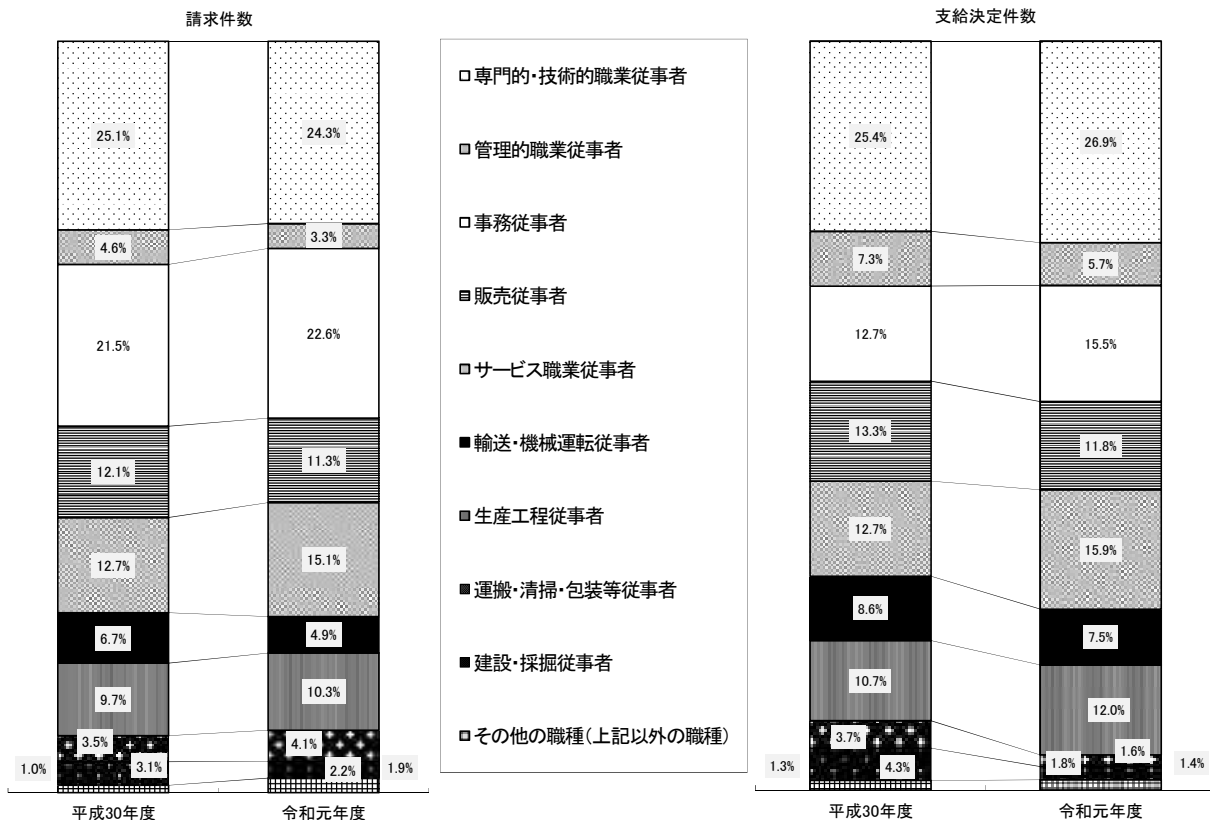 請求件数
25.1%
4.6%
21.5%
12.1%
12.7%
6.7%
9.7%
3.5%
3.1%
1.0%
平成30年度
24.3%
3.3%
22.6%
11.3%
15.1%
4.9%
10.3%
4.1%
2.2%
1.9%
令和元年度
専門的・技術的職業従事者
管理的職業従事者
事務従事者
販売従事者
サービス職業従事者
輸送・機械運転従事者
生産工程従事者
運搬・清掃・包装等従事者
建設・採掘従事者
その他の職種(上記以外の職種)
支給決定件数
25.4%
7.3%
12.7%
13.3%
12.7%
8.6%
10.7%
3.7%
4.3%
1.3%
平成30年度
26.9%
5.7%
15.5%
11.8%
15.9%
7.5%
12.0%
1.6%
1.8%
1.4%
令和元年度